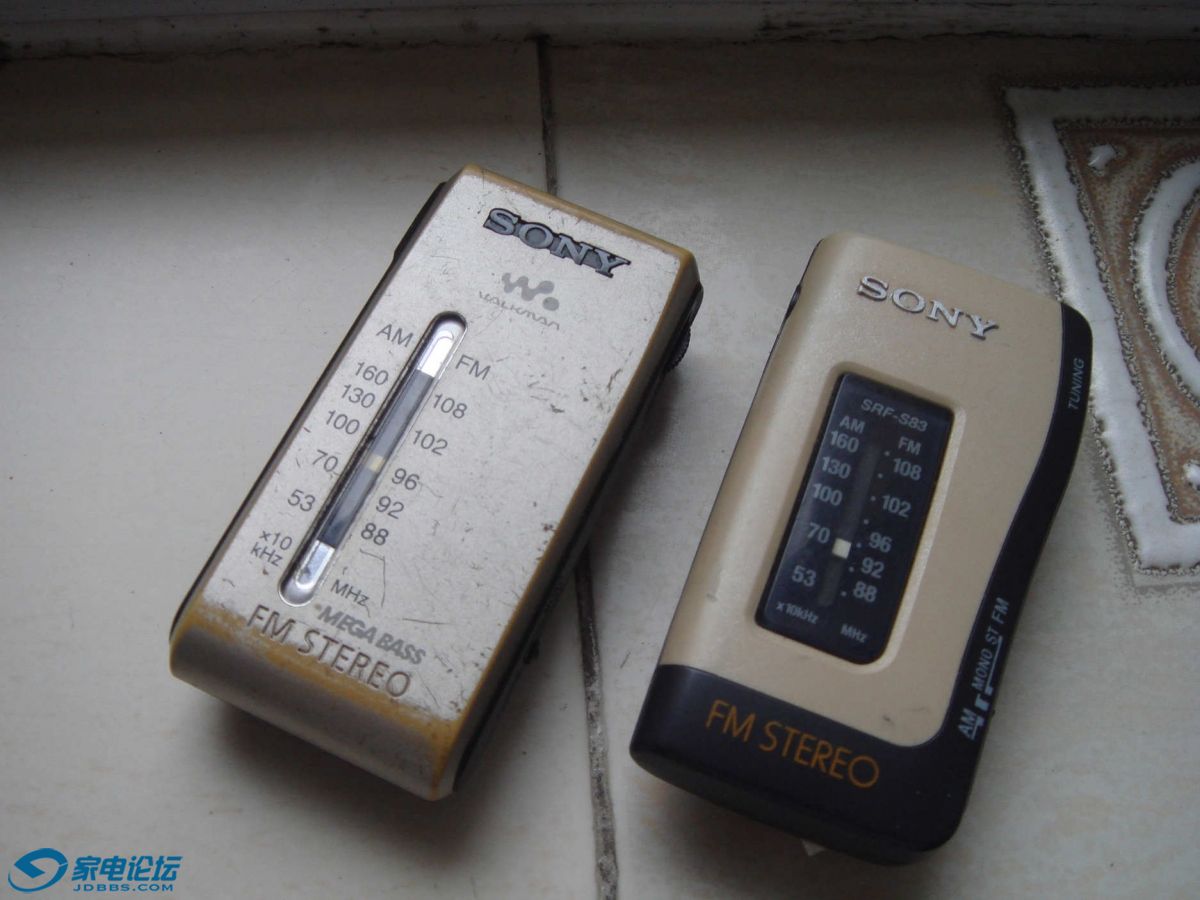 SONY
WALKMAN
AM
FM
160
130
100
70
53
x10
kHz
108
102
96
92
88
MHz
MEGA BASS
FM STEREO
SONY
TUNING
SRF-S83
AM
FM
160
108
130
100
102
70
96
92
53
88
x10kHz
MHz
AM
MONO ST FM
FM STEREO
家电论坛
JDBBS.COM